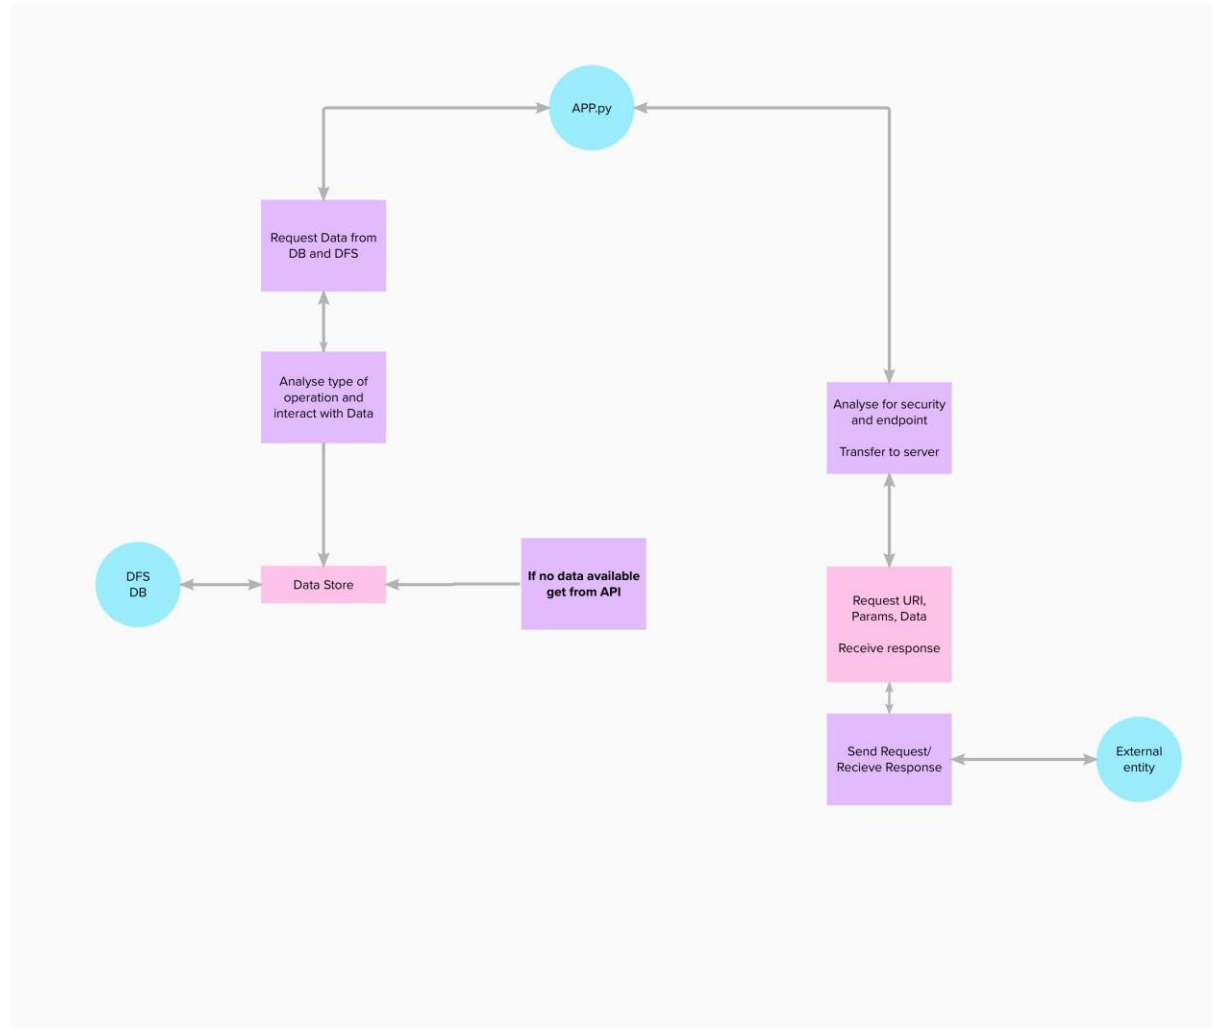 APP.py
Request Data from
DB and DFS
Analyse type of
operation and
interact with Data
Analyse for security
and endpoint
Transfer to server
DFS
DB
Data Store
If no data available
get from API
Request URI,
Params, Data
Receive response
Send Request/
Recieve Response
External
entity